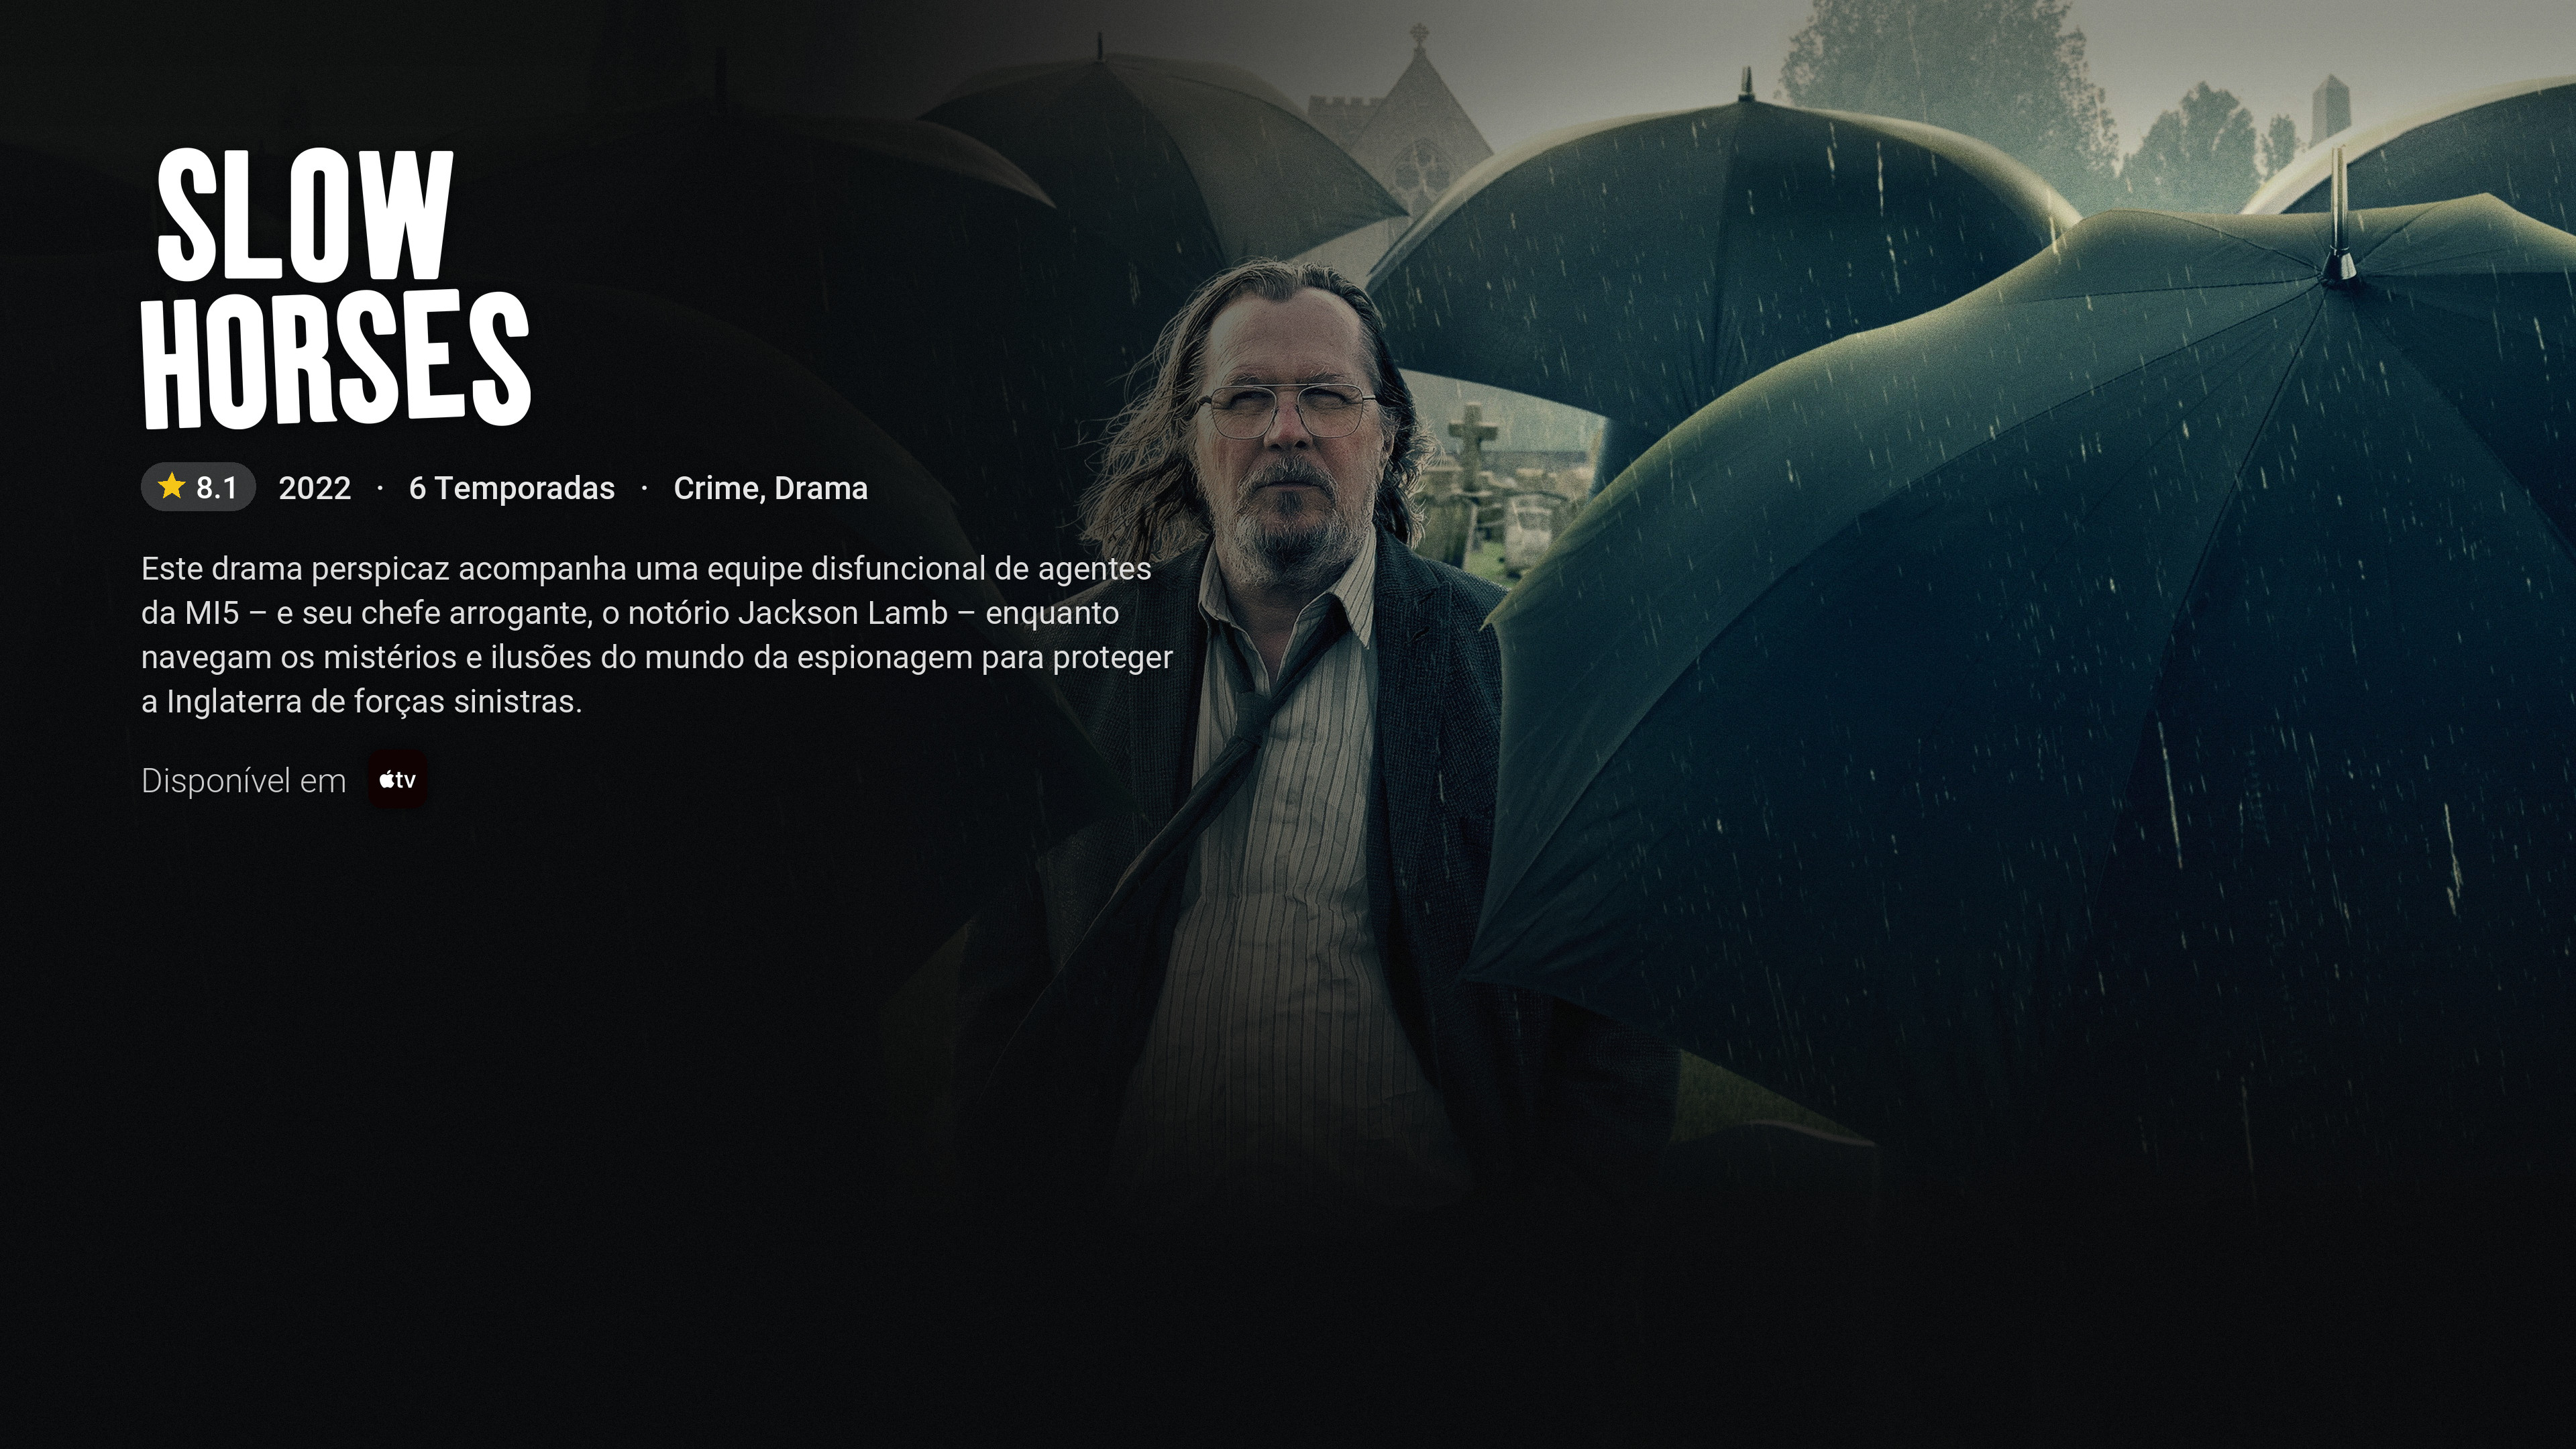 SLOW
HORSES
8.1 2022 · 6 Temporadas · Crime, Drama
Este drama perspicaz acompanha uma equipe disfuncional de agentes
da MI5 – e seu chefe arrogante, o notório Jackson Lamb – enquanto
navegam os mistérios e ilusões do mundo da espionagem para proteger
a Inglaterra de forças sinistras.
Disponível em tv